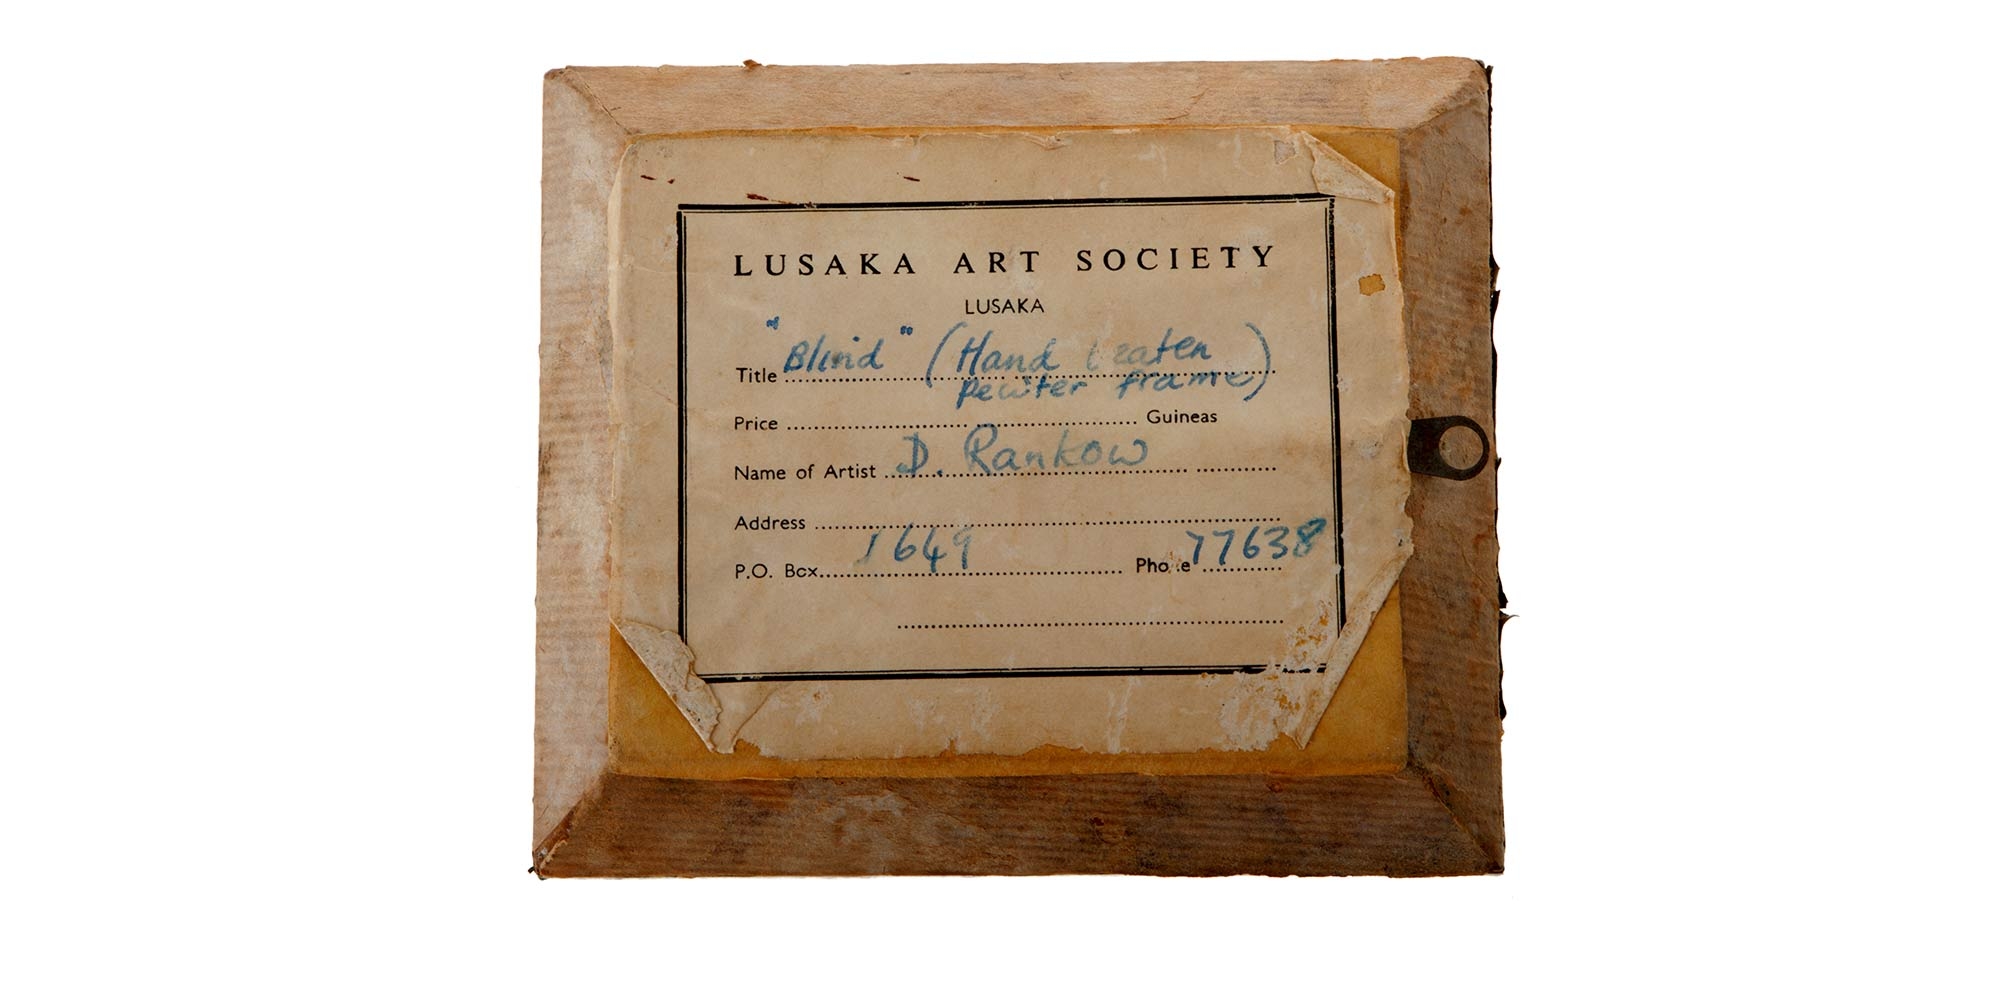 LUSAKA ART SOCIETY
LUSAKA
Title "Blind" (Hand beaten
pewter frame)
Price Guineas
Name of Artist D. Rankow
Address
P.O. Box 1649 Phone 77638